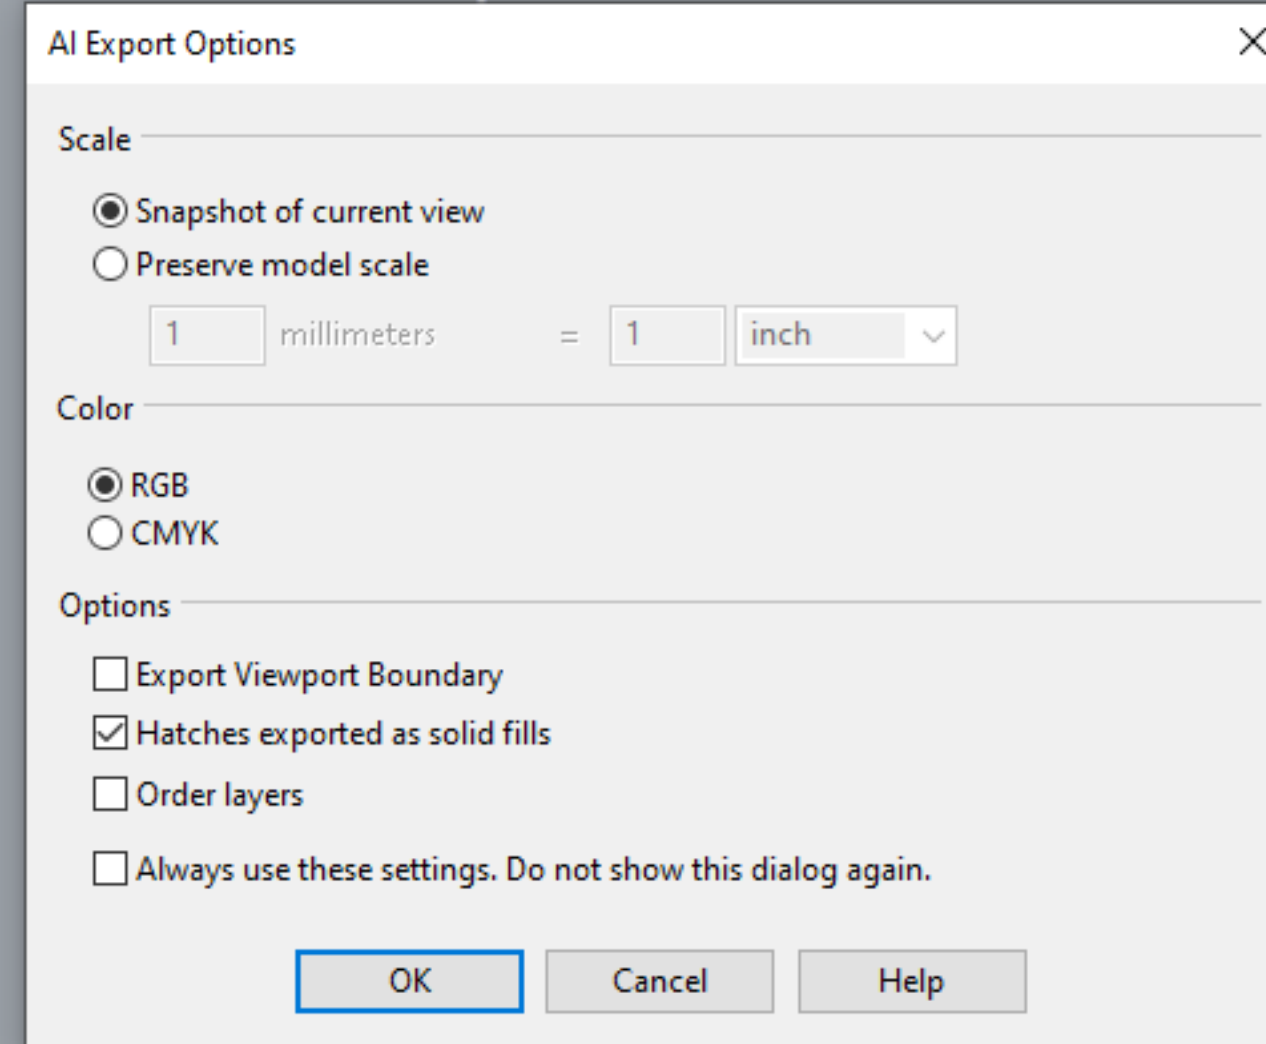 AI Export Options
Scale
Snapshot of current view
Preserve model scale
1 millimeters = 1 inch
Color
RGB
CMYK
Options
Export Viewport Boundary
Hatches exported as solid fills
Order layers
Always use these settings. Do not show this dialog again.
OK Cancel Help